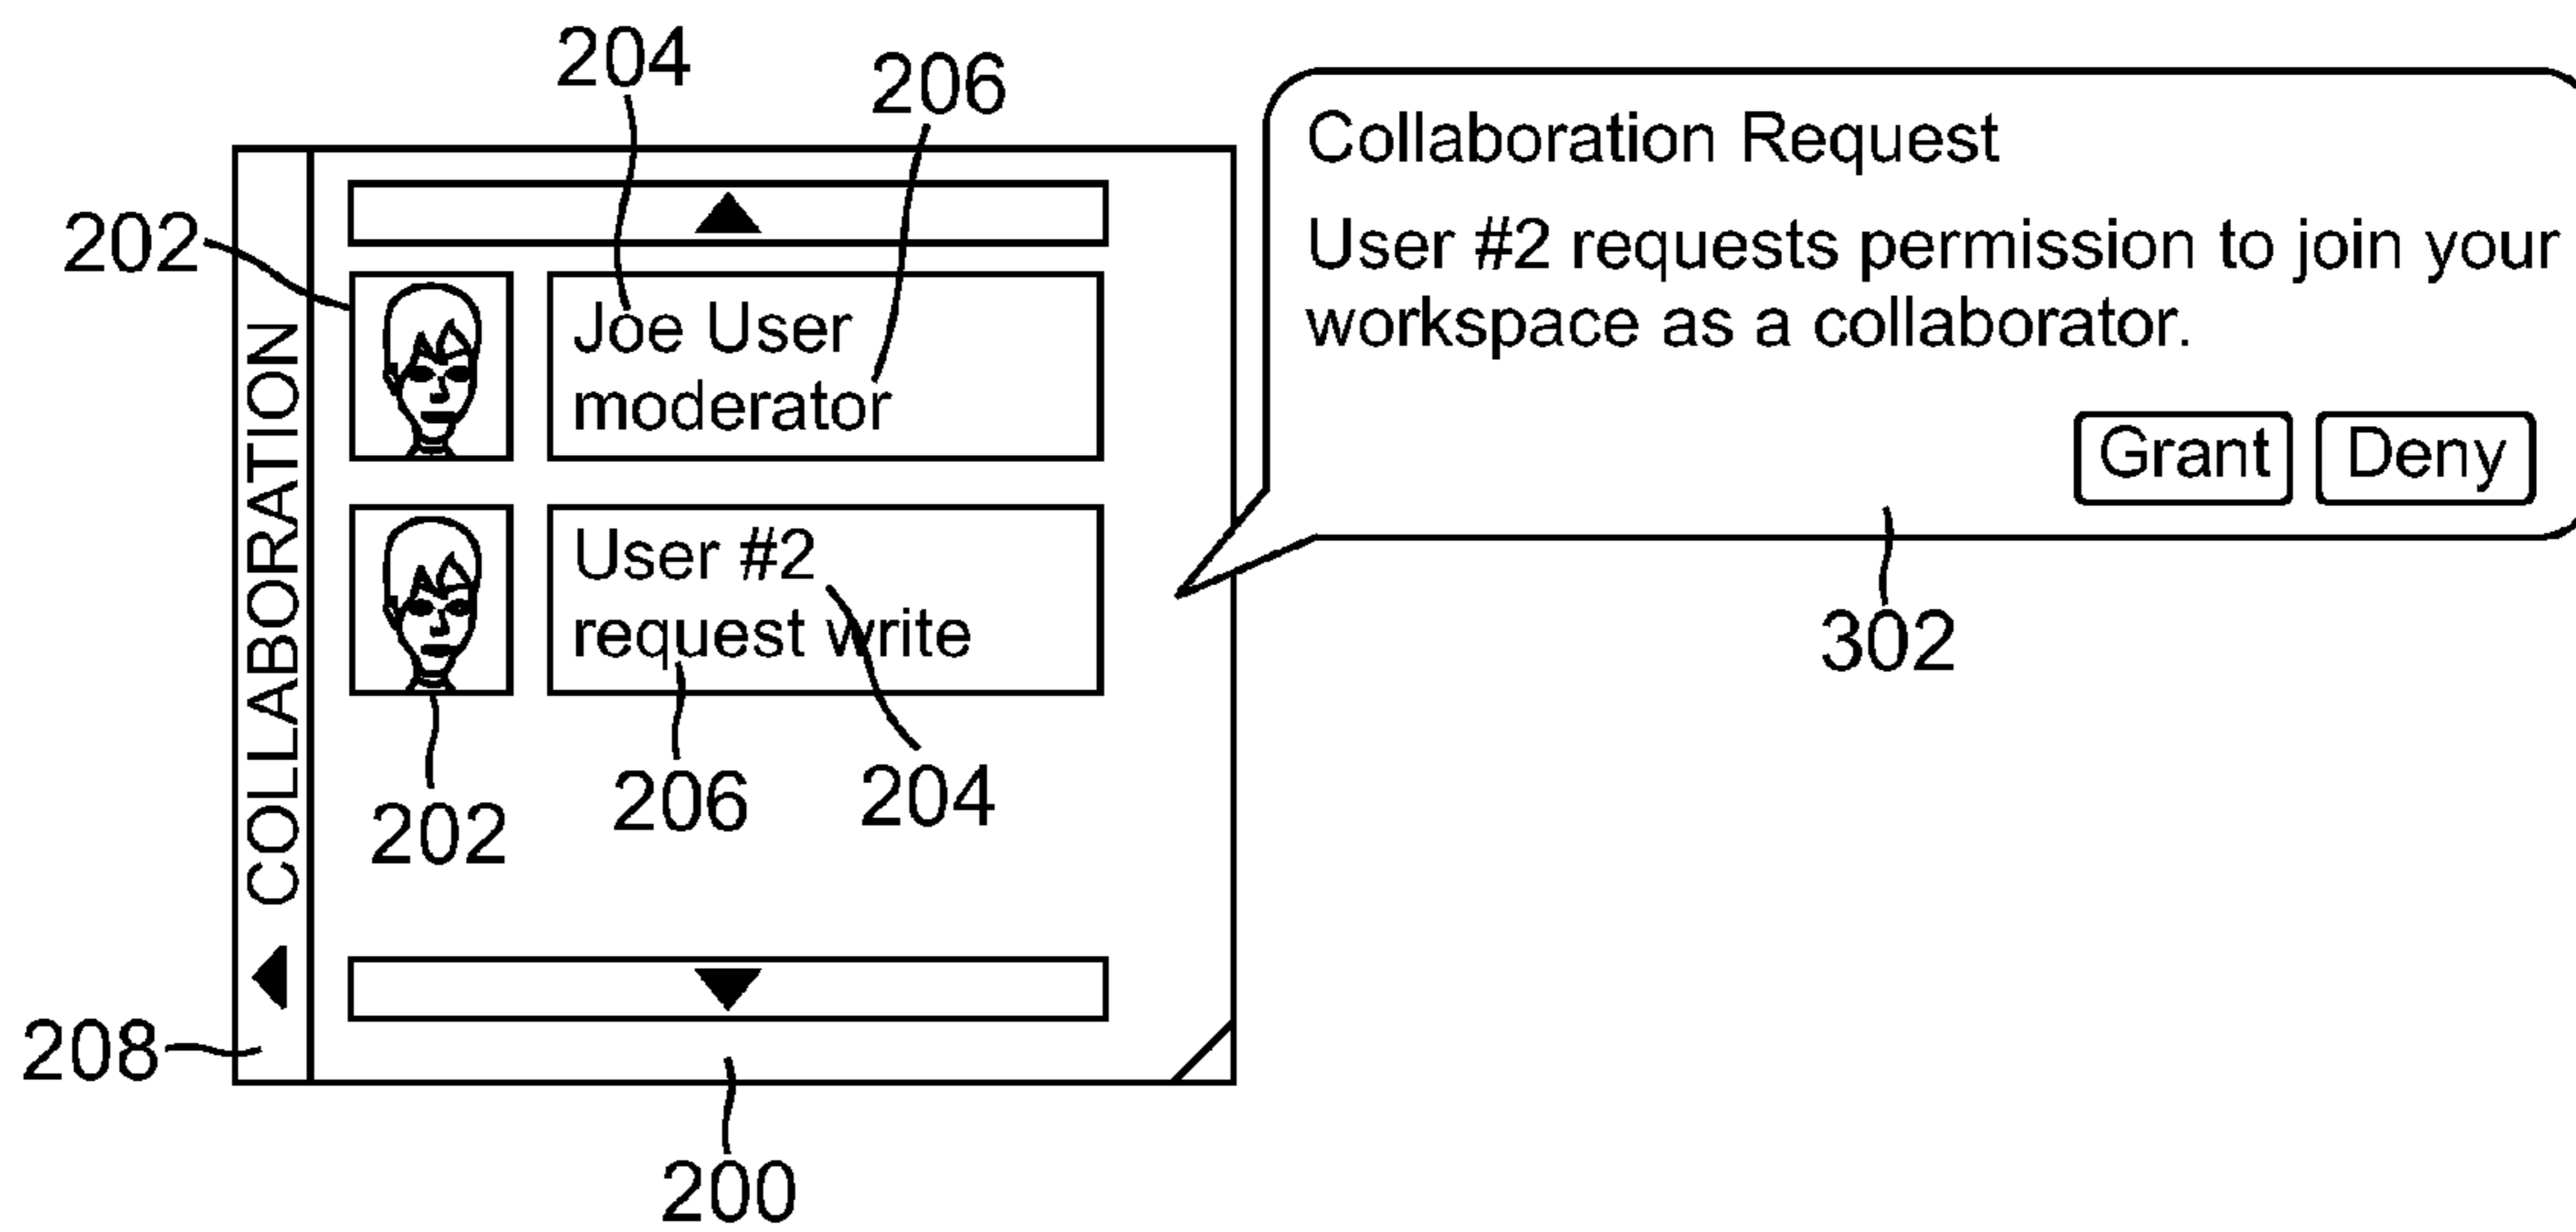 204
206
Collaboration Request
202
User #2 requests permission to join your
workspace as a collaborator.
Joe User
moderator
Grant
Deny
COLLABORATION
User #2
request write
302
206
204
202
208
200